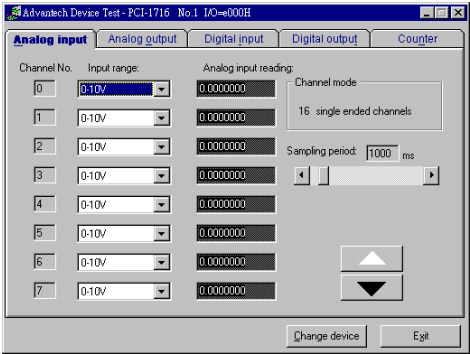 Advantech Device Test - PCI-1716 No.1 I/O=e000H
Analog input Analog output Digital input Digital output Counter
Channel No. Input range: Analog input reading:
Channel mode
0 0-10V 0.0000000
16 single ended channels
1 0-10V 0.0000000
2 0-10V 0.0000000
Sampling period: 1000 ms
3 0-10V 0.0000000
4 0-10V 0.0000000
5 0-10V 0.0000000
6 0-10V 0.0000000
7 0-10V 0.0000000
Change device Exit